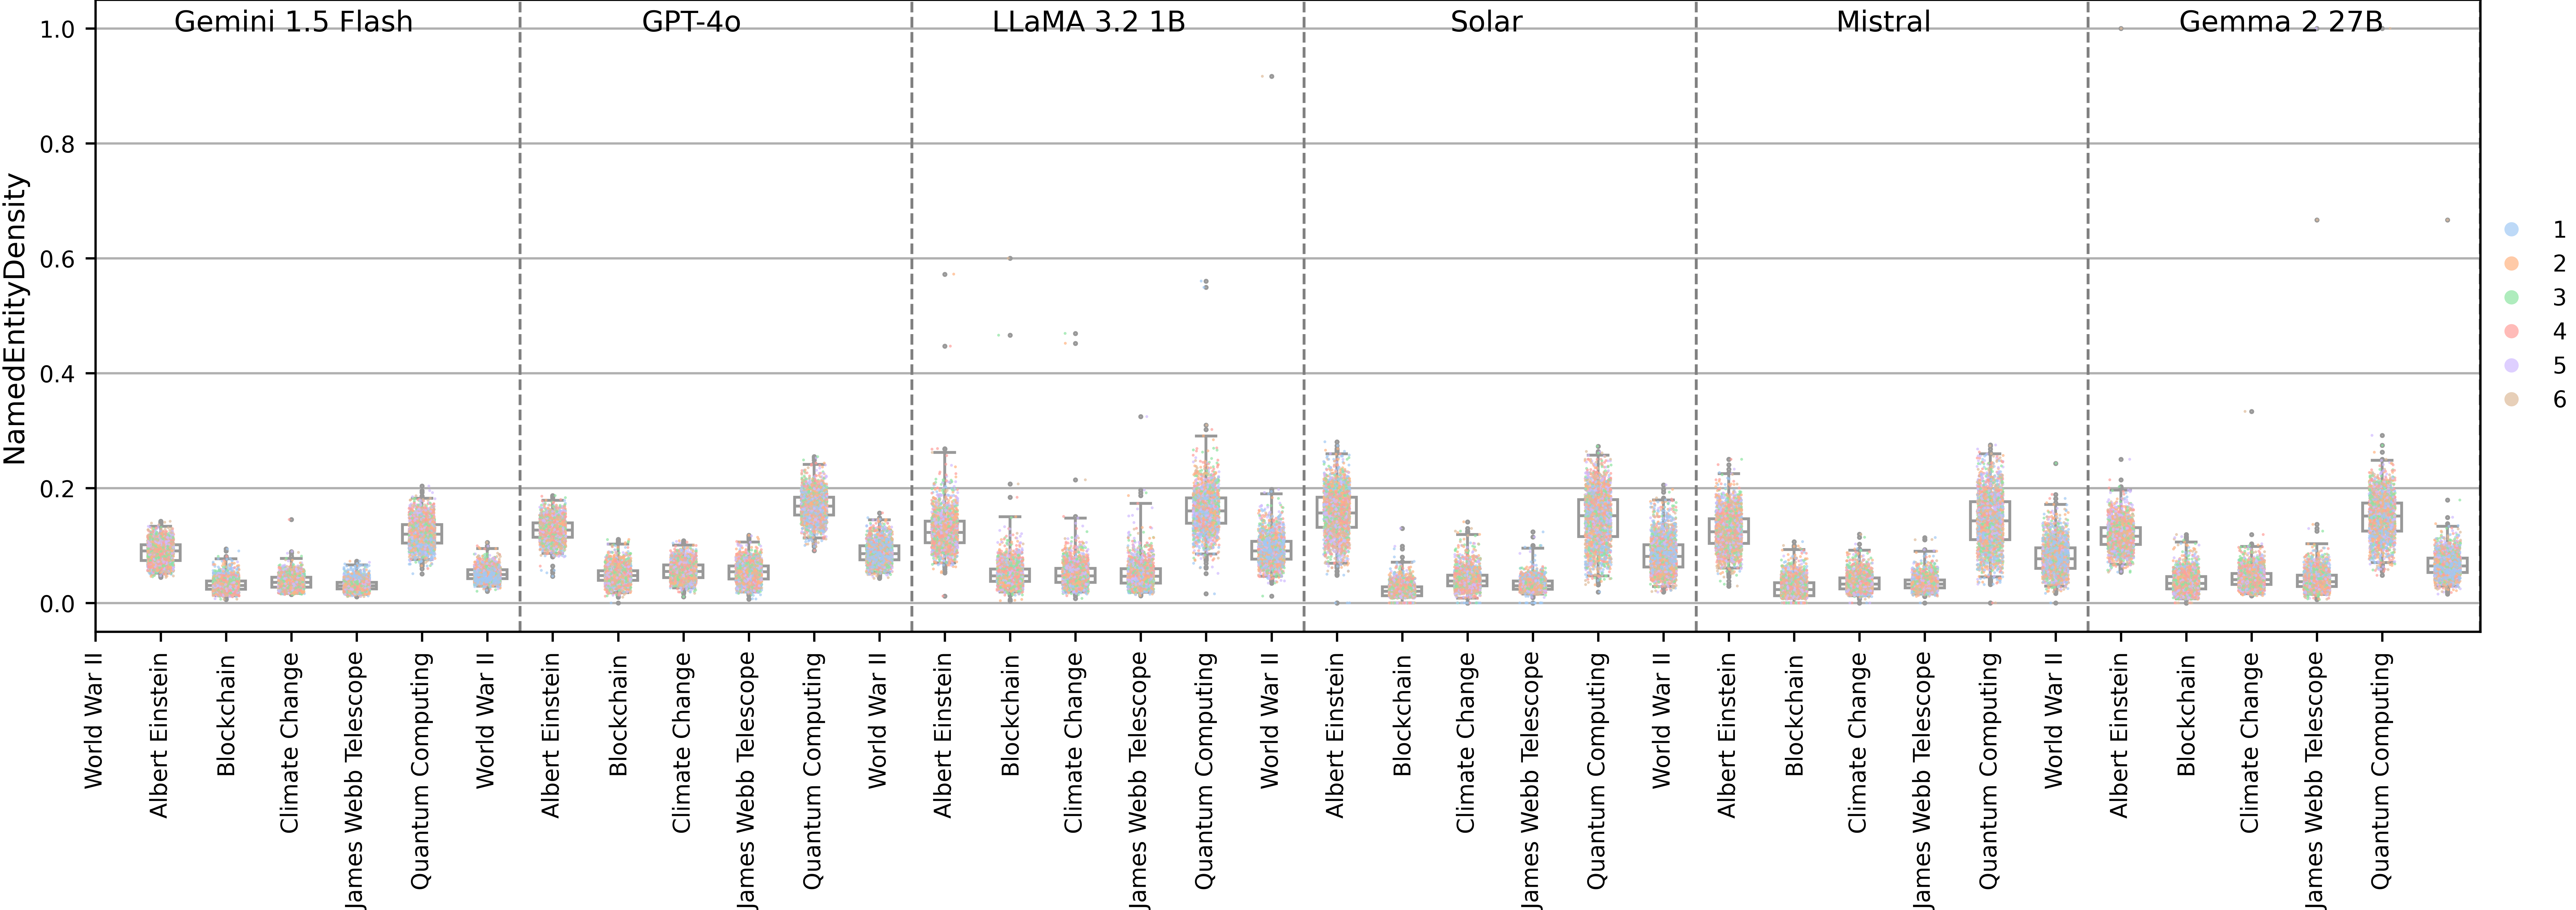 Gemini 1.5 Flash
GPT-4o
LLaMA 3.2 1B
Solar
Mistral
Gemma 2 27B
NamedEntityDensity
1.0
0.8
0.6
0.4
0.2
0.0
1
2
3
4
5
6
World War II
Albert Einstein
Blockchain
Climate Change
James Webb Telescope
Quantum Computing
World War II
Albert Einstein
Blockchain
Climate Change
James Webb Telescope
Quantum Computing
World War II
Albert Einstein
Blockchain
Climate Change
James Webb Telescope
Quantum Computing
World War II
Albert Einstein
Blockchain
Climate Change
James Webb Telescope
Quantum Computing
World War II
Albert Einstein
Blockchain
Climate Change
James Webb Telescope
Quantum Computing
World War II
Albert Einstein
Blockchain
Climate Change
James Webb Telescope
Quantum Computing